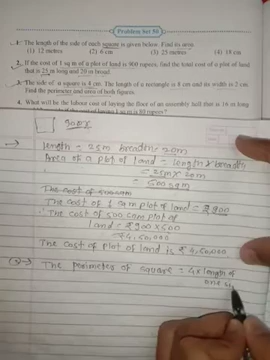 Problem Set 50
1. The length of the side of each square is given below. Find its area.
(1) 12 metres (2) 6 cm (3) 25 metres (4) 18 cm
2. If the cost of 1 sq m of a plot of land is 900 rupees, find the total cost of a plot of land
that is 25 m long and 20 m broad.
3. The side of a square is 4 cm. The length of a rectangle is 8 cm and its width is 2 cm.
Find the perimeter and area of both figures.
4. What will be the labour cost of laying the floor of an assembly hall that is 16 m long
length = 25m breadth= 20m
Area of a plot of land = length x breadth
= 25m x 20m
= 500 sqm
The cost of 500 sqm
The cost of 1 sqm plot of land = ₹ 900
∴ The cost of 500 sqm plot of
land = ₹ 900 x 500
= ₹ 4,50,000
The cost of plot of land is ₹ 4,50,000
The perimeter of square = 4x length of
one si